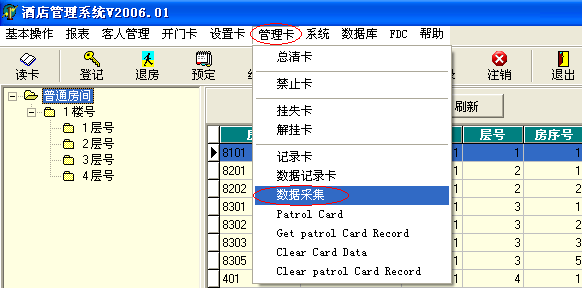 酒店管理系统V2006.01
基本操作 报表 客人管理 开门卡 设置卡 管理卡 系统 数据库 FDC 帮助
读卡 登记 退房 预定 注销 退出
总清卡
禁止卡
挂失卡
解挂卡
记录卡
数据记录卡
数据采集
Patrol Card
Get patrol Card Record
Clear Card Data
Clear patrol Card Record
普通房间
1楼号
1层号
2层号
3层号
4层号
刷新
层号 房序号
8101 1 1 1
8201 1 2 1
8202 1 2 2
8301 1 3 1
8302 1 3 2
8303 1 3 3
8305 1 3 5
401 1 4 1